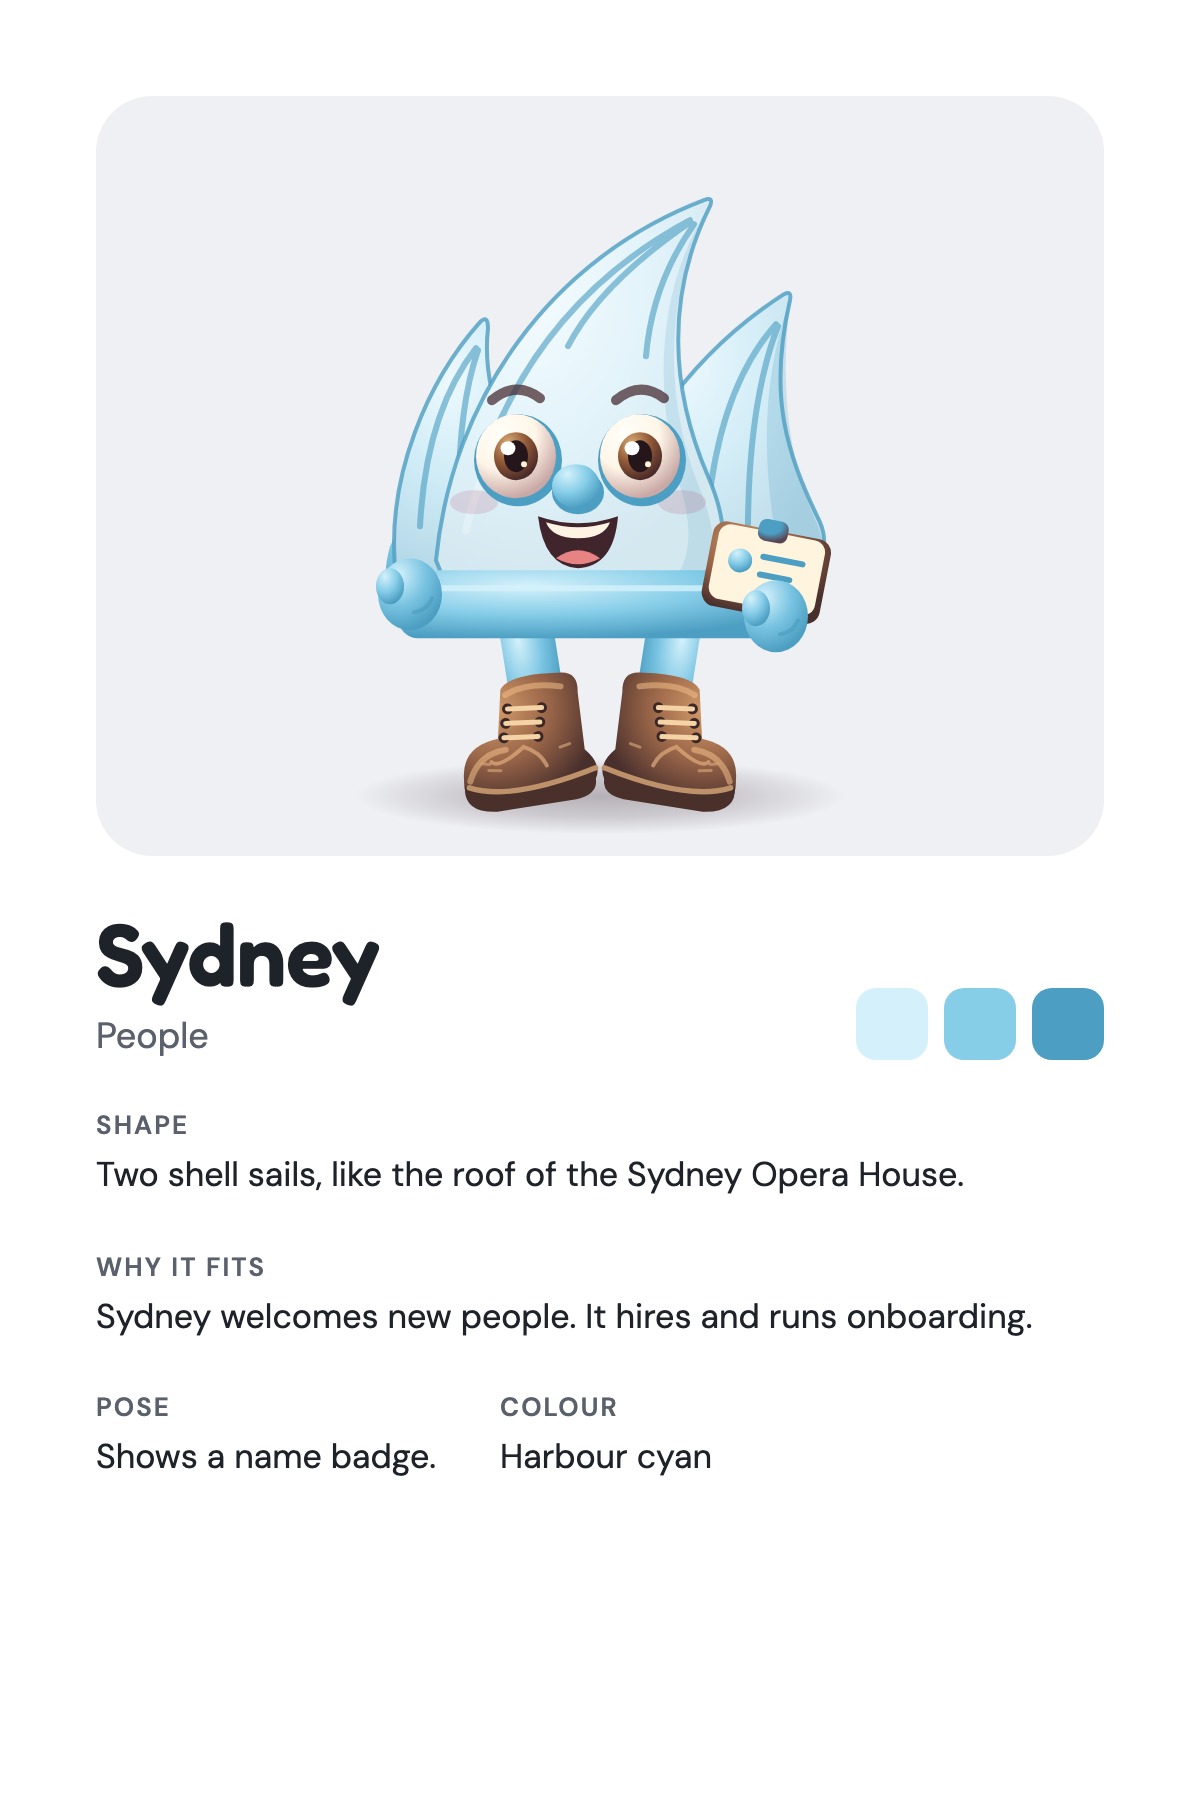 Sydney
People
SHAPE
Two shell sails, like the roof of the Sydney Opera House.
WHY IT FITS
Sydney welcomes new people. It hires and runs onboarding.
POSE
Shows a name badge.
COLOUR
Harbour cyan